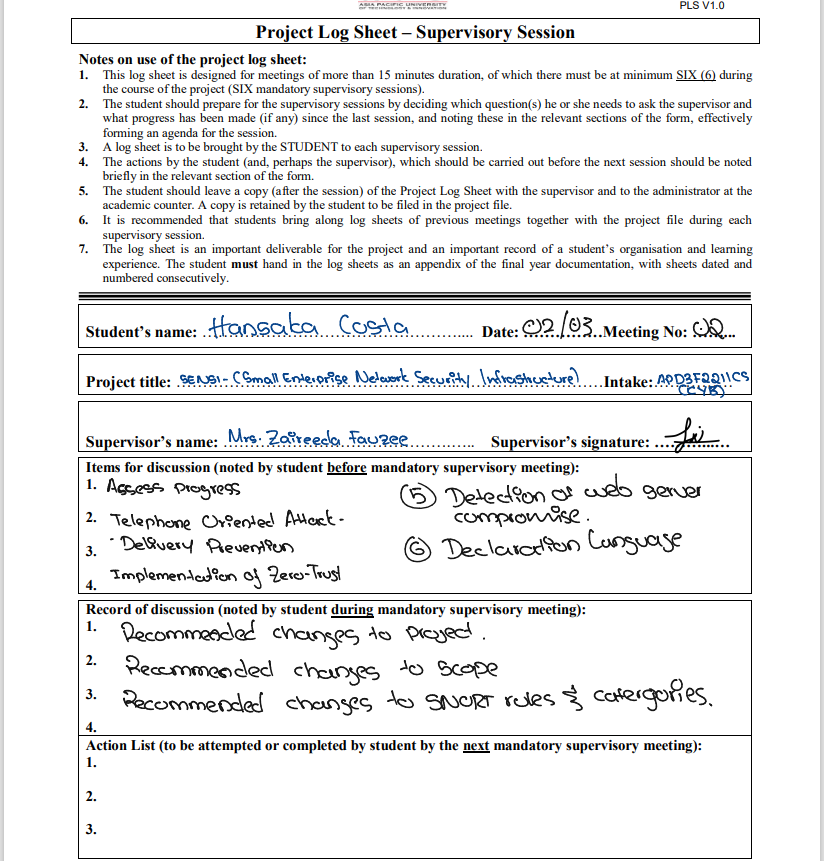 ASIA PACIFIC UNIVERSITY
OF TECHNOLOGY & INNOVATION
PLS V1.0
Project Log Sheet – Supervisory Session
Notes on use of the project log sheet:
1. This log sheet is designed for meetings of more than 15 minutes duration, of which there must be at minimum SIX (6) during
the course of the project (SIX mandatory supervisory sessions).
2. The student should prepare for the supervisory sessions by deciding which question(s) he or she needs to ask the supervisor and
what progress has been made (if any) since the last session, and noting these in the relevant sections of the form, effectively
forming an agenda for the session.
3. A log sheet is to be brought by the STUDENT to each supervisory session.
4. The actions by the student (and, perhaps the supervisor), which should be carried out before the next session should be noted
briefly in the relevant section of the form.
5. The student should leave a copy (after the session) of the Project Log Sheet with the supervisor and to the administrator at the
academic counter. A copy is retained by the student to be filed in the project file.
6. It is recommended that students bring along log sheets of previous meetings together with the project file during each
supervisory session.
7. The log sheet is an important deliverable for the project and an important record of a student's organisation and learning
experience. The student must hand in the log sheets as an appendix of the final year documentation, with sheets dated and
numbered consecutively.
Student's name: Hansaka Costa Date: 02/03 Meeting No: 02
Project title: SENSI - (Small Enterprise Network Security Infrastructure) Intake: APD3F2211CS
(CYB)
Supervisor's name: Mrs. Zaireeda Fauzee Supervisor's signature:
Items for discussion (noted by student before mandatory supervisory meeting):
1. Assess Progress
2. Telephone Oriented Attack -
3. - Delivery Prevention
4. Implementation of Zero-Trust
(5) Detection of web server
compromise.
(6) Declaration Language
Record of discussion (noted by student during mandatory supervisory meeting):
1. Recommended changes to project.
2. Recommended changes to scope
3. Recommended changes to SNORT rules & catergories.
4.
Action List (to be attempted or completed by student by the next mandatory supervisory meeting):
1.
2.
3.